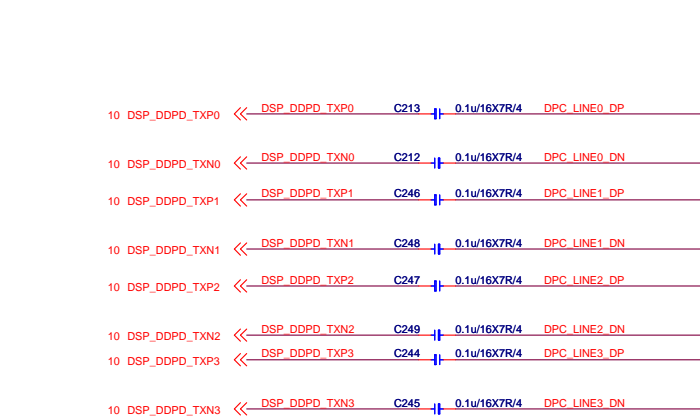 10 DSP_DDPD_TXP0 DSP_DDPD_TXP0 C213 0.1u/16X7R/4 DPC_LINE0_DP
10 DSP_DDPD_TXN0 DSP_DDPD_TXN0 C212 0.1u/16X7R/4 DPC_LINE0_DN
10 DSP_DDPD_TXP1 DSP_DDPD_TXP1 C246 0.1u/16X7R/4 DPC_LINE1_DP
10 DSP_DDPD_TXN1 DSP_DDPD_TXN1 C248 0.1u/16X7R/4 DPC_LINE1_DN
10 DSP_DDPD_TXP2 DSP_DDPD_TXP2 C247 0.1u/16X7R/4 DPC_LINE2_DP
10 DSP_DDPD_TXN2 DSP_DDPD_TXN2 C249 0.1u/16X7R/4 DPC_LINE2_DN
10 DSP_DDPD_TXP3 DSP_DDPD_TXP3 C244 0.1u/16X7R/4 DPC_LINE3_DP
10 DSP_DDPD_TXN3 DSP_DDPD_TXN3 C245 0.1u/16X7R/4 DPC_LINE3_DN